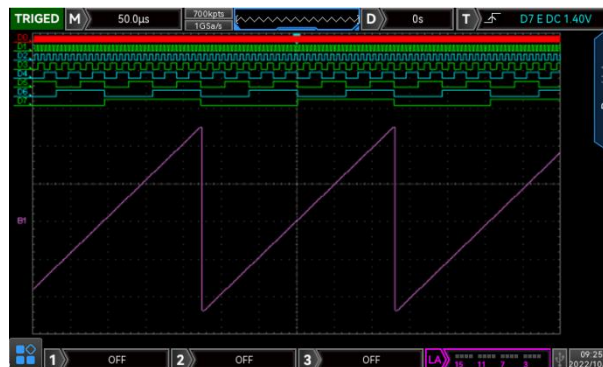 TRIGED M 50.0μs 700kpts 1GSa/s D 0s T D7 E DC 1.40V
D0
D1
D2
D3
D4
D5
D6
D7
B1
1 OFF 2 OFF 3 OFF LA 15 11 7 3 09:25
2022/10